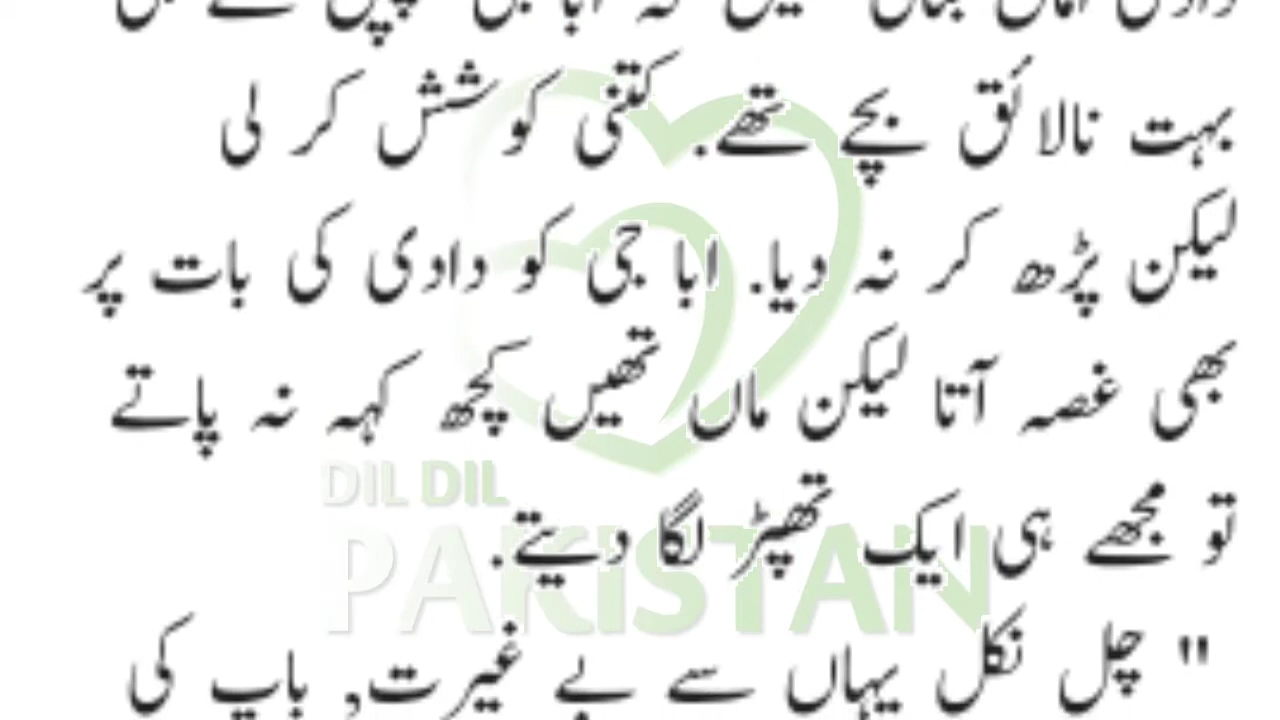 بہت نالائق بچے تھے. کتنی کوشش کر لی
لیکن پڑھ کر نہ دیا. ابا جی کو دادی کی بات پر
بھی غصہ آتا لیکن ماں تھیں کچھ کہہ نہ پاتے
تو مجھے ہی ایک تھپڑ لگا دیتے.
" چل نکل یہاں سے بے غیرت, باپ کی
DIL DIL
PAKISTAN